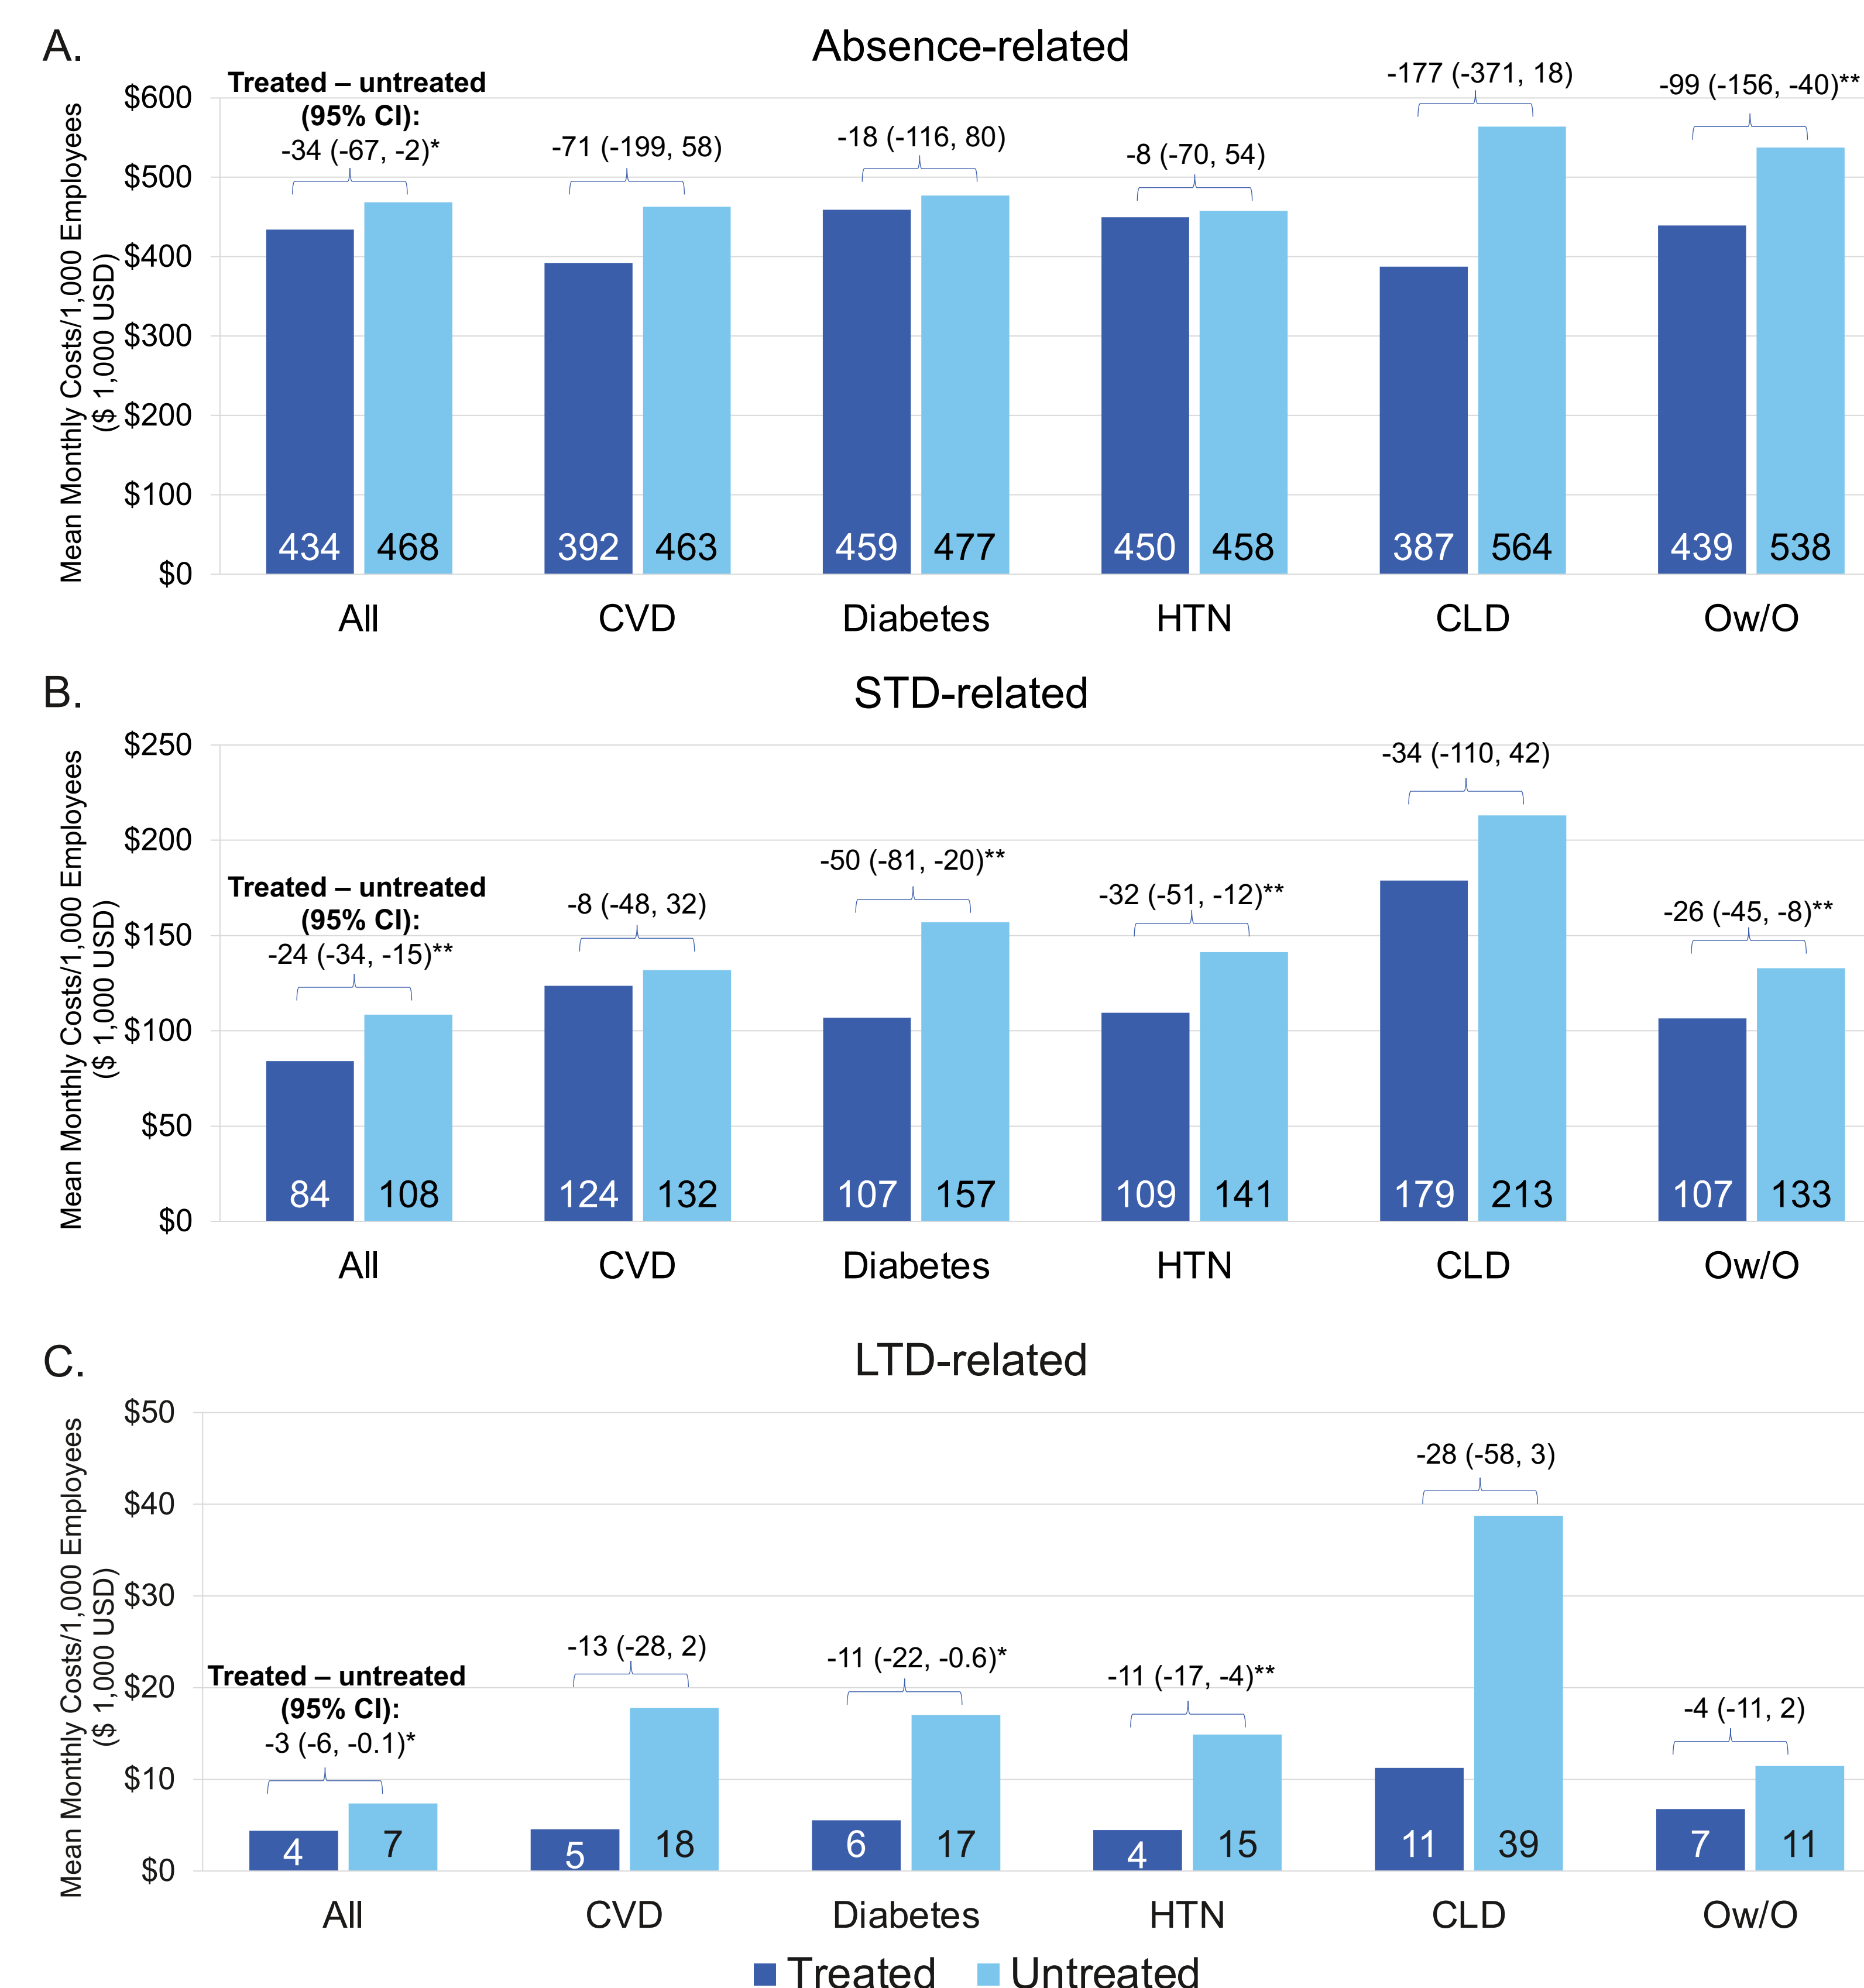 A.
Absence-related
Mean Monthly Costs/1,000 Employees
($ 1,000 USD)
$600
$500
$400
$300
$200
$100
$0
Treated – untreated
(95% CI):
-34 (-67, -2)*
-71 (-199, 58)
-18 (-116, 80)
-8 (-70, 54)
-177 (-371, 18)
-99 (-156, -40)**
434 468 392 463 459 477 450 458 387 564 439 538
All CVD Diabetes HTN CLD Ow/O
B.
STD-related
Mean Monthly Costs/1,000 Employees
($ 1,000 USD)
$250
$200
$150
$100
$50
$0
Treated – untreated
(95% CI):
-24 (-34, -15)**
-8 (-48, 32)
-50 (-81, -20)**
-32 (-51, -12)**
-34 (-110, 42)
-26 (-45, -8)**
84 108 124 132 107 157 109 141 179 213 107 133
All CVD Diabetes HTN CLD Ow/O
C.
LTD-related
Mean Monthly Costs/1,000 Employees
($ 1,000 USD)
$50
$40
$30
$20
$10
$0
Treated – untreated
(95% CI):
-3 (-6, -0.1)*
-13 (-28, 2)
-11 (-22, -0.6)*
-11 (-17, -4)**
-28 (-58, 3)
-4 (-11, 2)
4 7 5 18 6 17 4 15 11 39 7 11
All CVD Diabetes HTN CLD Ow/O
Treated Untreated